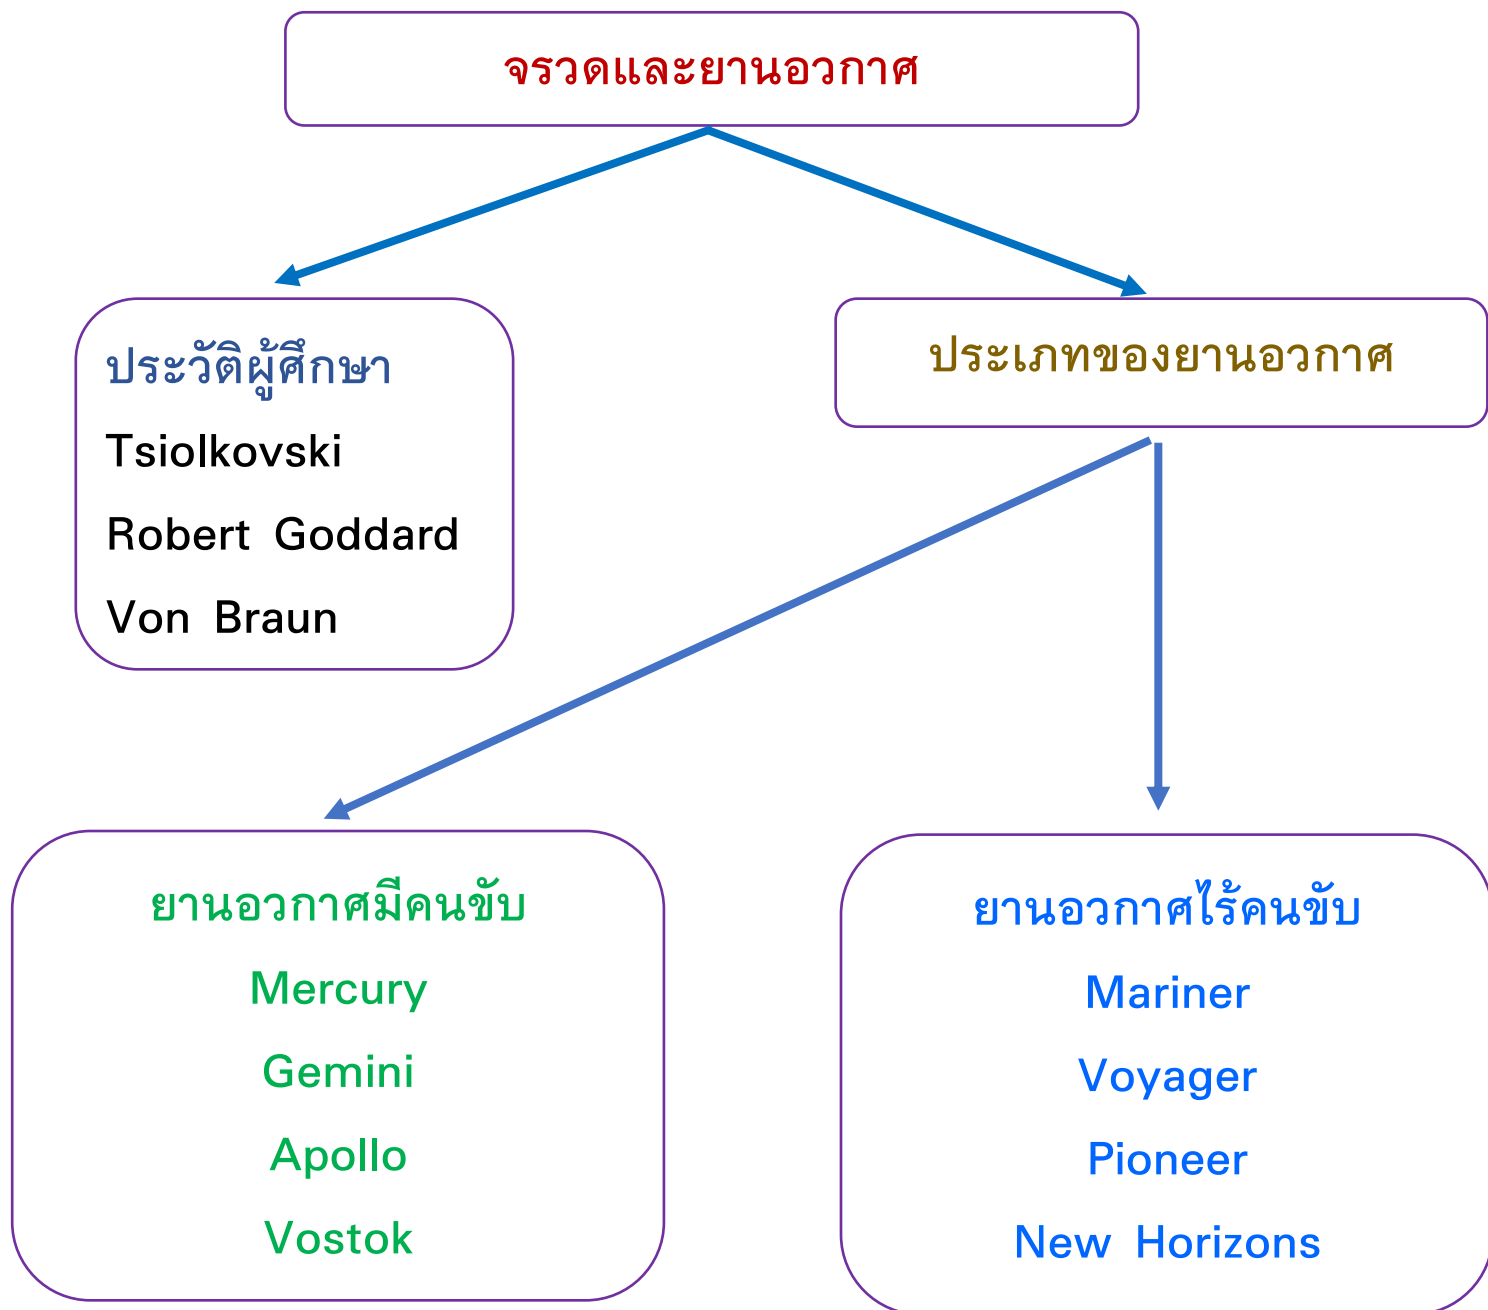 จรวดและยานอวกาศ
ประวัติผู้ศึกษา
Tsiolkovski
Robert Goddard
Von Braun
ประเภทของยานอวกาศ
ยานอวกาศมีคนขับ
Mercury
Gemini
Apollo
Vostok
ยานอวกาศไร้คนขับ
Mariner
Voyager
Pioneer
New Horizons